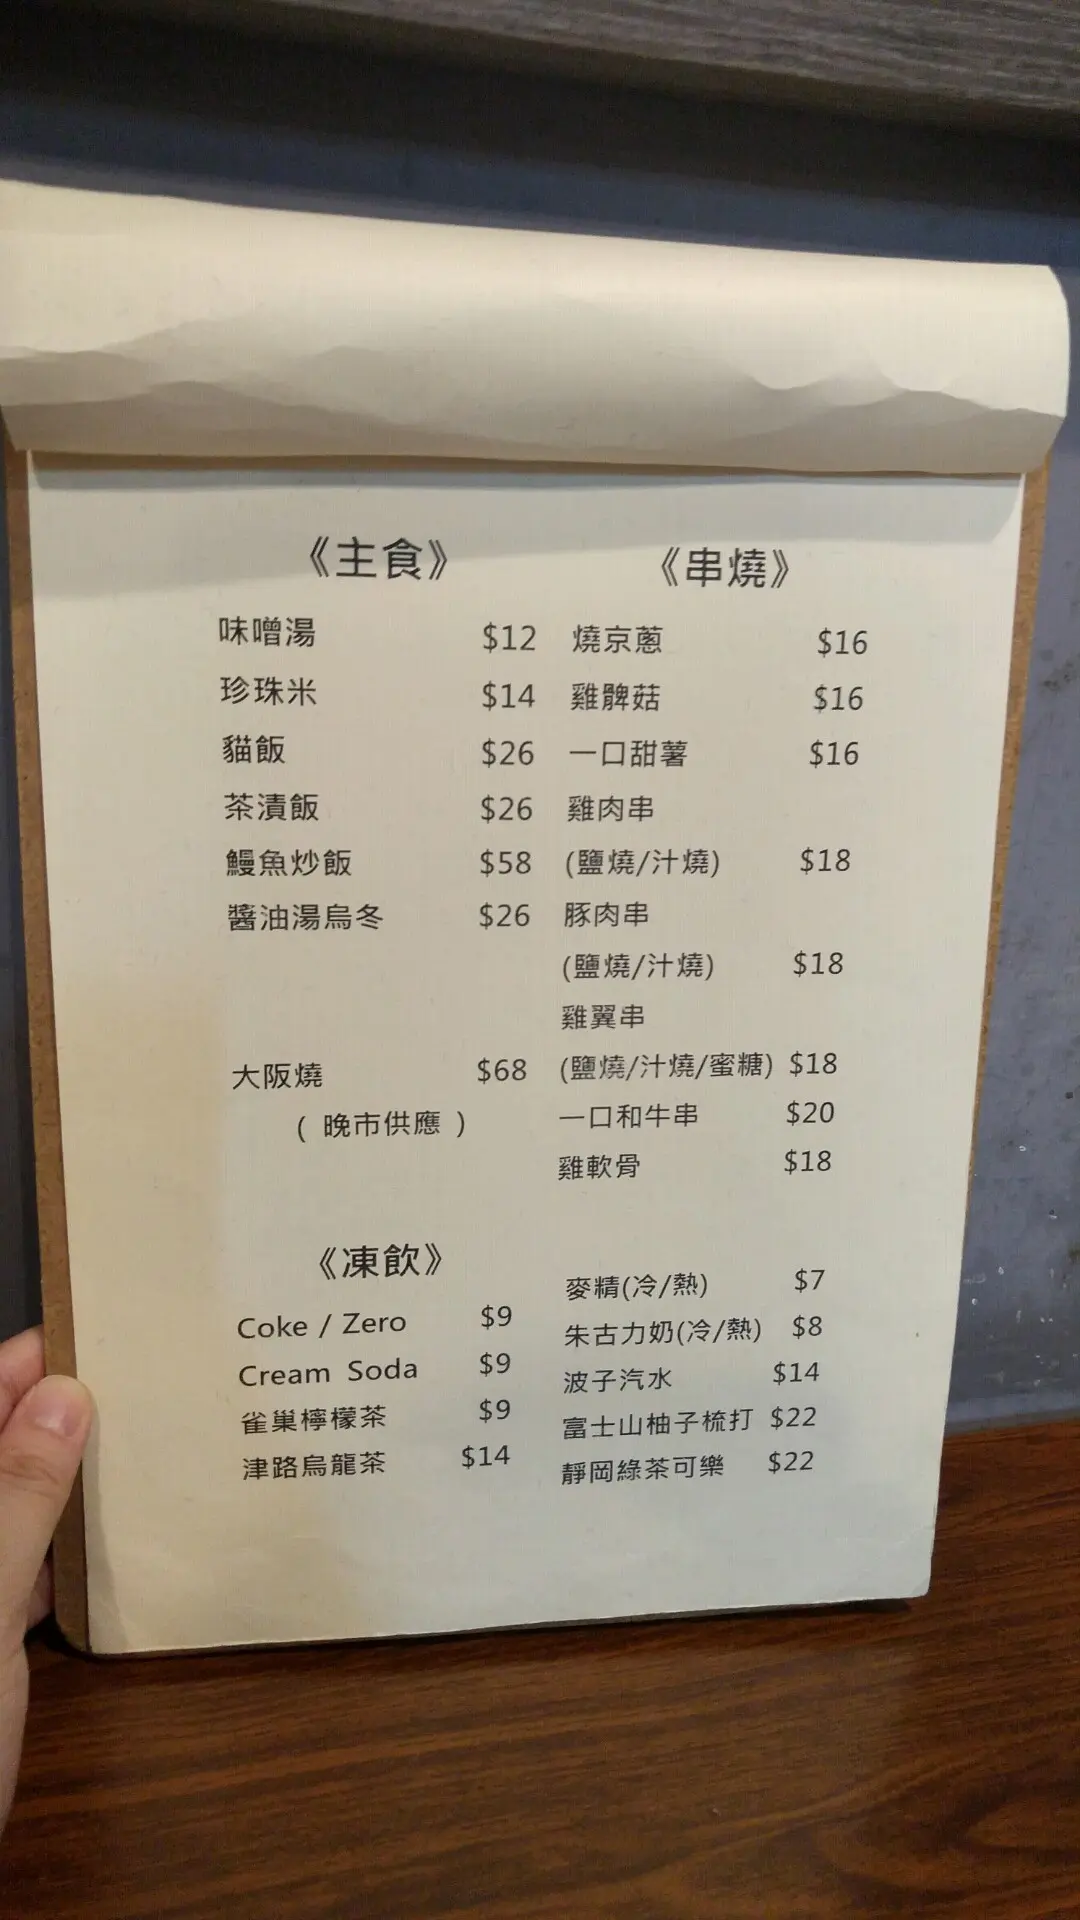 《主食》
味噌湯 $12
珍珠米 $14
貓飯 $26
茶漬飯 $26
鰻魚炒飯 $58
醬油湯烏冬 $26
大阪燒 $68
( 晚市供應 )
《串燒》
燒京蔥 $16
雞髀菇 $16
一口甜薯 $16
雞肉串
(鹽燒/汁燒) $18
豚肉串
(鹽燒/汁燒) $18
雞翼串
(鹽燒/汁燒/蜜糖) $18
一口和牛串 $20
雞軟骨 $18
《凍飲》
Coke / Zero $9
Cream Soda $9
雀巢檸檬茶 $9
津路烏龍茶 $14
麥精(冷/熱) $7
朱古力奶(冷/熱) $8
波子汽水 $14
富士山柚子梳打 $22
靜岡綠茶可樂 $22